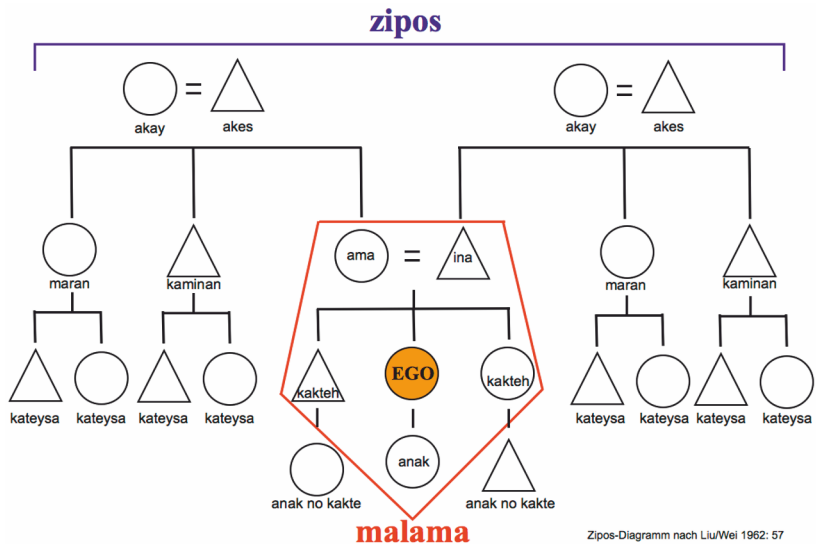 zipos
akay
akes
akay
akes
ama
ina
maran
kaminan
maran
kaminan
kakteh
EGO
kakteh
kateysa
kateysa
kateysa
kateysa
kateysa
kateysa
kateysa
kateysa
anak
anak no kakte
anak no kakte
malama
Zipos-Diagramm nach Liu/Wei 1962: 57